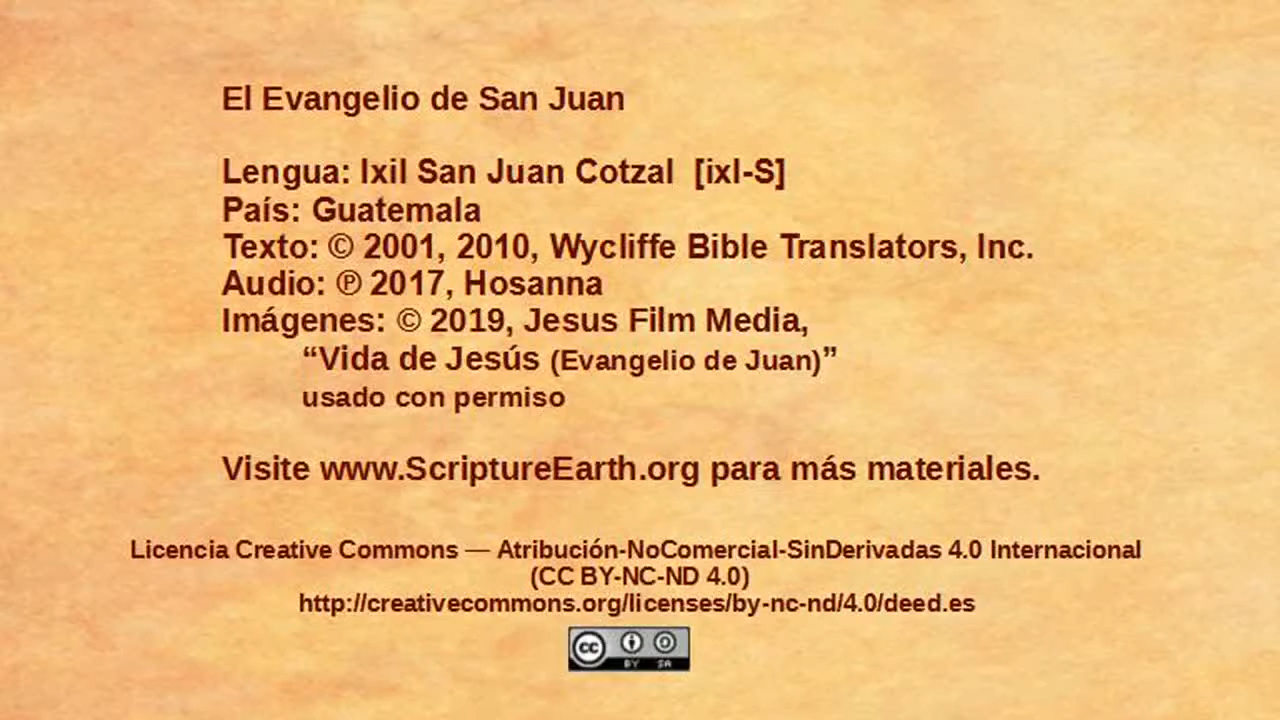 El Evangelio de San Juan
Lengua: Ixil San Juan Cotzal [ixl-S]
País: Guatemala
Texto: © 2001, 2010, Wycliffe Bible Translators, Inc.
Audio: ℗ 2017, Hosanna
Imágenes: © 2019, Jesus Film Media,
“Vida de Jesús (Evangelio de Juan)”
usado con permiso
Visite www.ScriptureEarth.org para más materiales.
Licencia Creative Commons — Atribución-NoComercial-SinDerivadas 4.0 Internacional
(CC BY-NC-ND 4.0)
http://creativecommons.org/licenses/by-nc-nd/4.0/deed.es
cc
BY SA